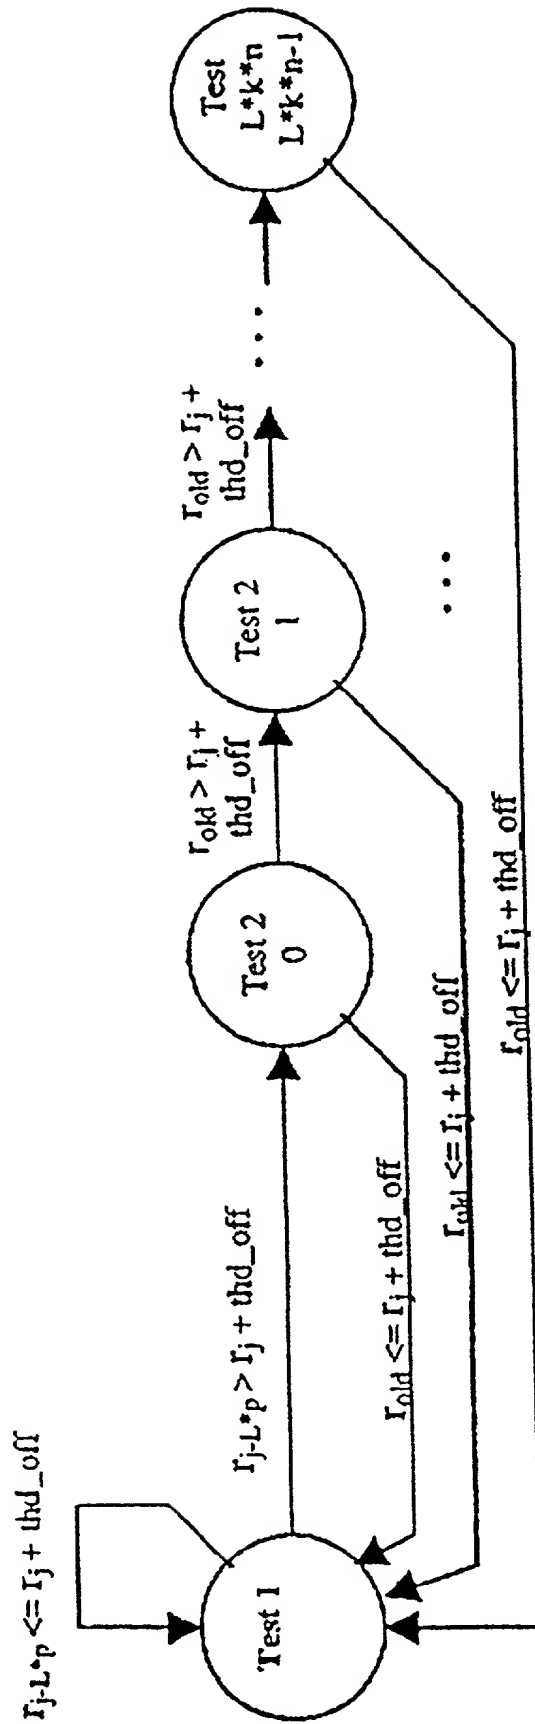 r_{j-L*p} <= r_j + thd_off
Test 1
r_{j-L*p} > r_j + thd_off
Test 2
0
r_old > r_j +
thd_off
Test 2
1
r_old > r_j +
thd_off
...
Test
L*k*n
L*k*n-1
r_old <= r_j + thd_off
r_old <= r_j + thd_off
...
r_old <= r_j + thd_off